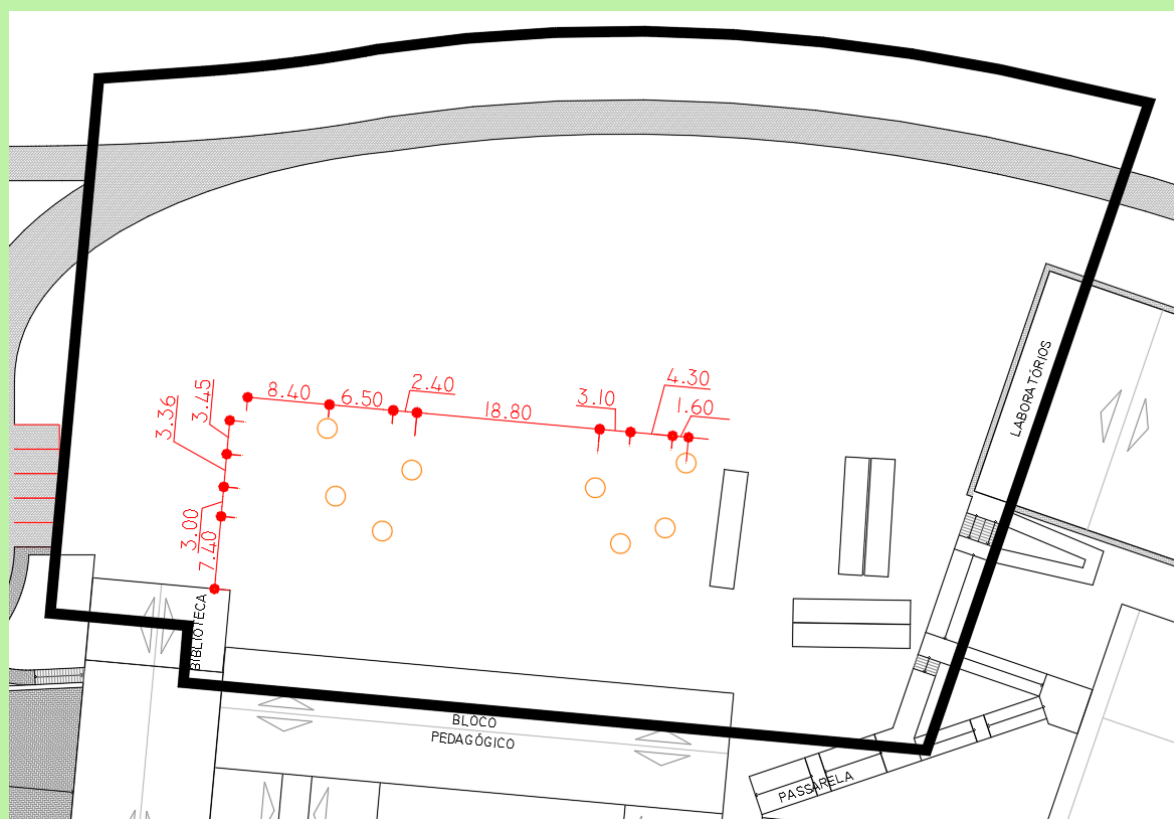 4.30
2.40
3.45
8.40
6.50
3.10
1.60
3.36
18.80
LABORATÓRIOS
3.00
7.40
BIBLIOTECA
BLOCO
PEDAGÓGICO
PASSARELA